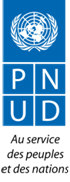 P N
U D
Au service
des peuples
et des nations